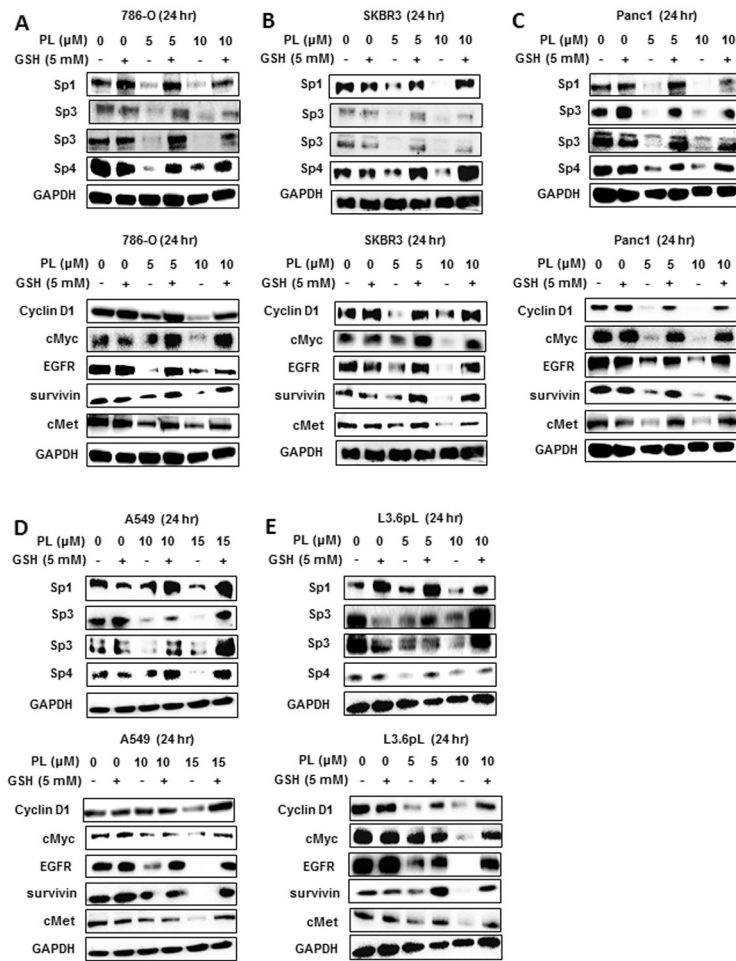 A
786-O (24 hr)
PL (µM) 0 0 5 5 10 10
GSH (5 mM) - + - + - +
Sp1
Sp3
Sp3
Sp4
GAPDH
786-O (24 hr)
PL (µM) 0 0 5 5 10 10
GSH (5 mM) - + - + - +
Cyclin D1
cMyc
EGFR
survivin
cMet
GAPDH
B
SKBR3 (24 hr)
PL (µM) 0 0 5 5 10 10
GSH (5 mM) - + - + - +
Sp1
Sp3
Sp3
Sp4
GAPDH
SKBR3 (24 hr)
PL (µM) 0 0 5 5 10 10
GSH (5 mM) - + - + - +
Cyclin D1
cMyc
EGFR
survivin
cMet
GAPDH
C
Panc1 (24 hr)
PL (µM) 0 0 5 5 10 10
GSH (5 mM) - + - + - +
Sp1
Sp3
Sp3
Sp4
GAPDH
Panc1 (24 hr)
PL (µM) 0 0 5 5 10 10
GSH (5 mM) - + - + - +
Cyclin D1
cMyc
EGFR
survivin
cMet
GAPDH
D
A549 (24 hr)
PL (µM) 0 0 10 10 15 15
GSH (5 mM) - + - + - +
Sp1
Sp3
Sp3
Sp4
GAPDH
A549 (24 hr)
PL (µM) 0 0 10 10 15 15
GSH (5 mM) - + - + - +
Cyclin D1
cMyc
EGFR
survivin
cMet
GAPDH
E
L3.6pL (24 hr)
PL (µM) 0 0 5 5 10 10
GSH (5 mM) - + - + - +
Sp1
Sp3
Sp3
Sp4
GAPDH
L3.6pL (24 hr)
PL (µM) 0 0 5 5 10 10
GSH (5 mM) - + - + - +
Cyclin D1
cMyc
EGFR
survivin
cMet
GAPDH